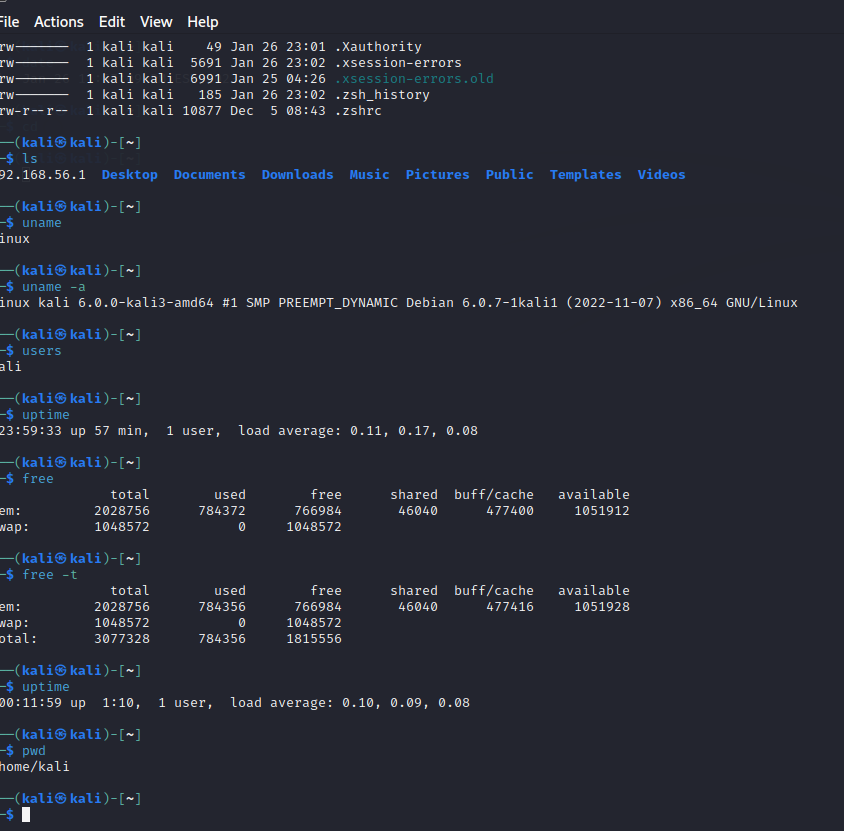 File Actions Edit View Help
rw------- 1 kali kali 49 Jan 26 23:01 .Xauthority
rw------- 1 kali kali 5691 Jan 26 23:02 .xsession-errors
rw------- 1 kali kali 6991 Jan 25 04:26 .xsession-errors.old
rw------- 1 kali kali 185 Jan 26 23:02 .zsh_history
rw-r--r-- 1 kali kali 10877 Dec 5 08:43 .zshrc
──(kali㉿kali)-[~]
─$ ls
92.168.56.1 Desktop Documents Downloads Music Pictures Public Templates Videos
──(kali㉿kali)-[~]
─$ uname
inux
──(kali㉿kali)-[~]
─$ uname -a
inux kali 6.0.0-kali3-amd64 #1 SMP PREEMPT_DYNAMIC Debian 6.0.7-1kali1 (2022-11-07) x86_64 GNU/Linux
──(kali㉿kali)-[~]
─$ users
ali
──(kali㉿kali)-[~]
─$ uptime
23:59:33 up 57 min, 1 user, load average: 0.11, 0.17, 0.08
──(kali㉿kali)-[~]
─$ free
total used free shared buff/cache available
em: 2028756 784372 766984 46040 477400 1051912
wap: 1048572 0 1048572
──(kali㉿kali)-[~]
─$ free -t
total used free shared buff/cache available
em: 2028756 784356 766984 46040 477416 1051928
wap: 1048572 0 1048572
otal: 3077328 784356 1815556
──(kali㉿kali)-[~]
─$ uptime
00:11:59 up 1:10, 1 user, load average: 0.10, 0.09, 0.08
──(kali㉿kali)-[~]
─$ pwd
home/kali
──(kali㉿kali)-[~]
─$